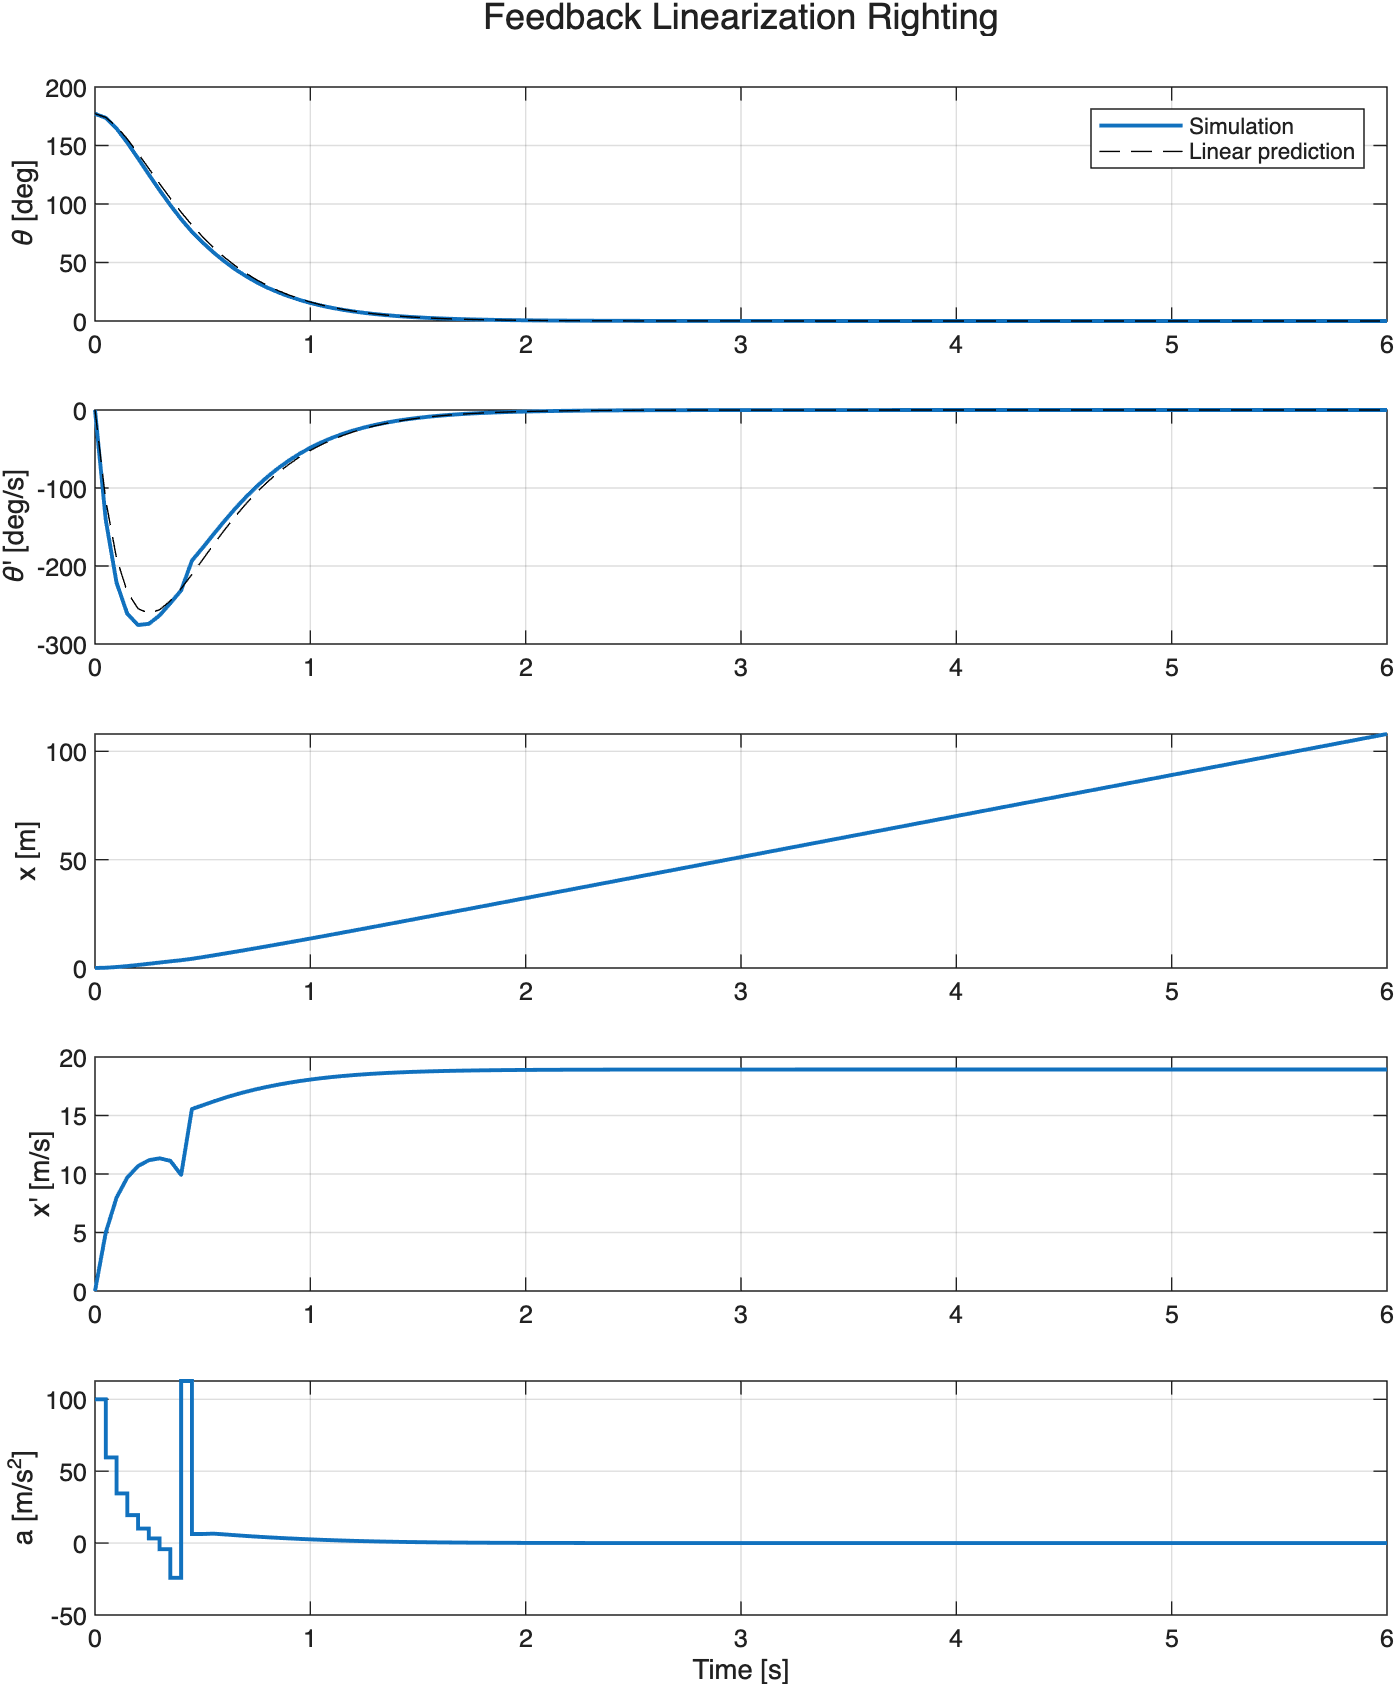 Feedback Linearization Righting
200
150
100
50
0
θ [deg]
Simulation
Linear prediction
0 1 2 3 4 5 6
0
-100
-200
-300
θ' [deg/s]
0 1 2 3 4 5 6
100
50
0
x [m]
0 1 2 3 4 5 6
20
15
10
5
0
x' [m/s]
0 1 2 3 4 5 6
100
50
0
-50
a [m/s²]
0 1 2 3 4 5 6
Time [s]